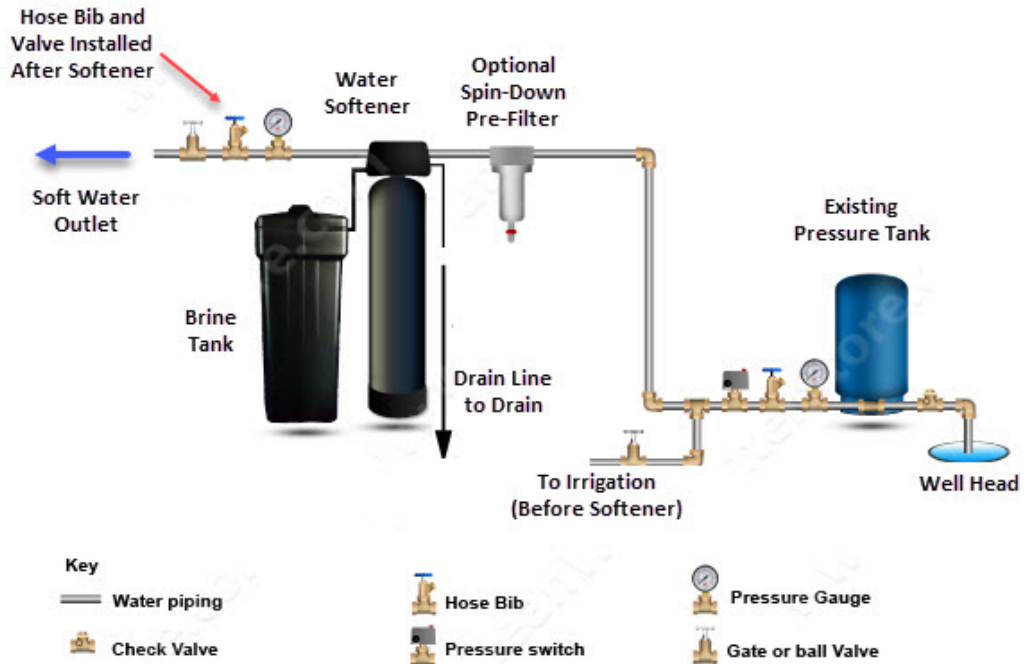 Hose Bib and
Valve Installed
After Softener
Water
Softener
Optional
Spin-Down
Pre-Filter
Soft Water
Outlet
Existing
Pressure Tank
Brine
Tank
Drain Line
to Drain
To Irrigation
(Before Softener)
Well Head
Key
Water piping
Hose Bib
Pressure Gauge
Check Valve
Pressure switch
Gate or ball Valve